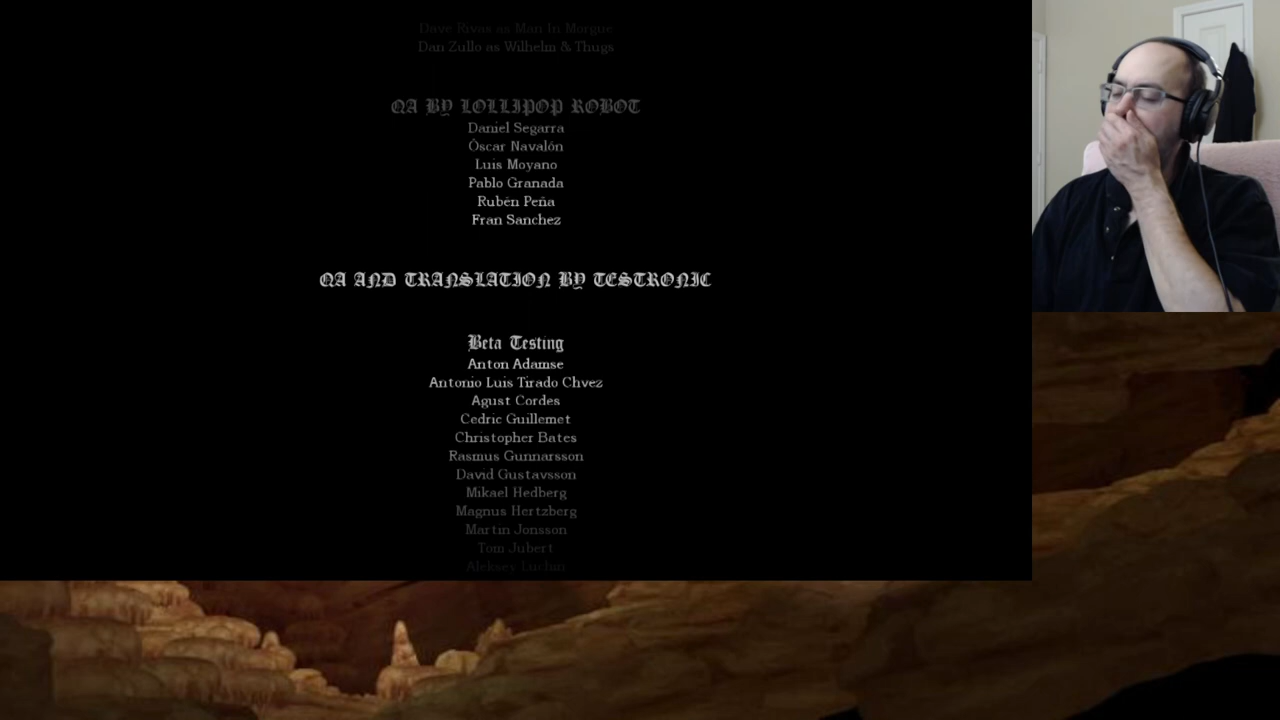 Dave Rivas as Man In Morgue
Dan Zullo as Wilhelm & Thugs
QA BY LOLLIPOP ROBOT
Daniel Segarra
Òscar Navalón
Luis Moyano
Pablo Granada
Rubén Peña
Fran Sanchez
QA AND TRANSLATION BY TESTRONIC
Beta Testing
Anton Adamse
Antonio Luis Tirado Chvez
Agust Cordes
Cedric Guillemet
Christopher Bates
Rasmus Gunnarsson
David Gustavsson
Mikael Hedberg
Magnus Hertzberg
Martin Jonsson
Tom Jubert
Aleksey Luchin